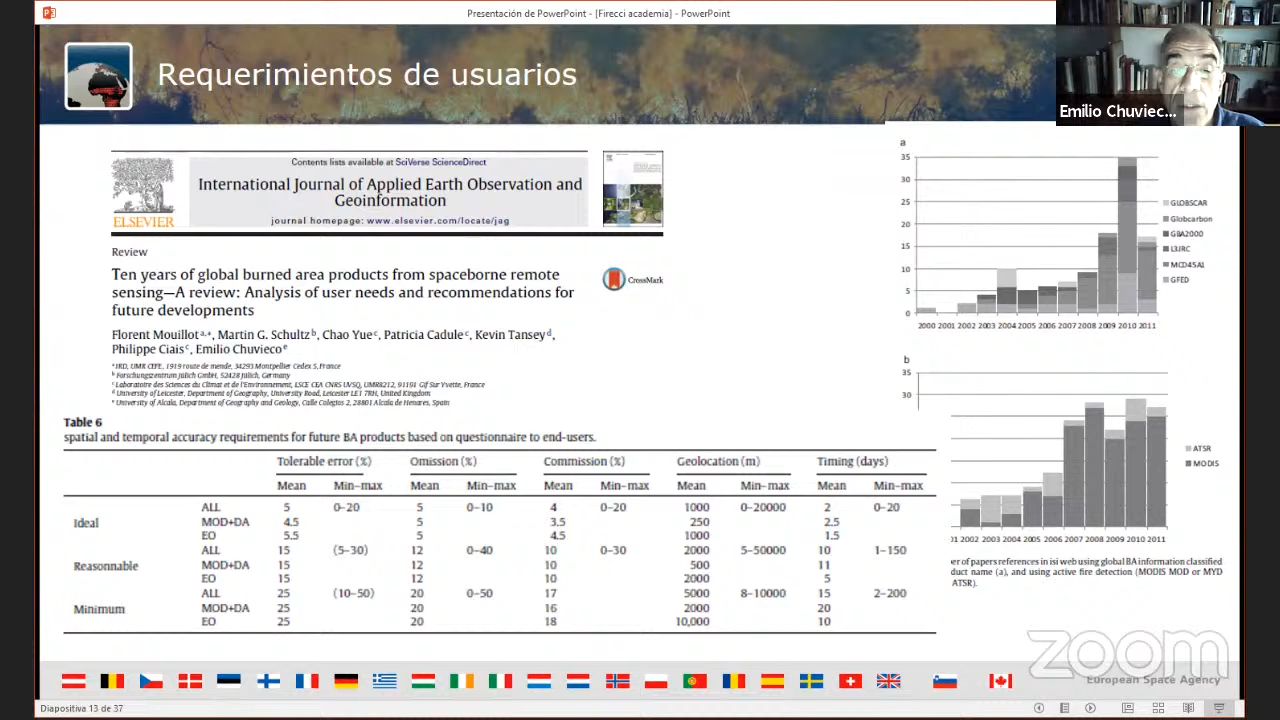 Presentación de PowerPoint - [Firecci academia] - PowerPoint
Requerimientos de usuarios
Emilio Chuviec...
Contents lists available at SciVerse ScienceDirect
International Journal of Applied Earth Observation and
Geoinformation
journal homepage: www.elsevier.com/locate/jag
ELSEVIER
Review
CrossMark
Ten years of global burned area products from spaceborne remote
sensing—A review: Analysis of user needs and recommendations for
future developments
Florent Mouillot a,*, Martin G. Schultz b, Chao Yue c, Patricia Cadule c, Kevin Tansey d,
Philippe Ciais c, Emilio Chuvieco e
a IRD, UMR CEFE, 1919 route de mende, 34293 Montpellier Cedex 5, France
b Forschungszentrum Jülich GmbH, 52428 Jülich, Germany
c Laboratoire des Sciences du Climat et de l'Environnement, LSCE CEA CNRS UVSQ, UMR8212, 91191 Gif Sur Yvette, France
d University of Leicester, Department of Geography, University Road, Leicester LE1 7RH, United Kingdom
e University of Alcala, Department of Geography and Geology, Calle Colegios 2, 28801 Alcala de Henares, Spain
Table 6
spatial and temporal accuracy requirements for future BA products based on questionnaire to end-users.
Tolerable error (%) Omission (%) Commission (%) Geolocation (m) Timing (days)
Mean Min–max Mean Min–max Mean Min–max Mean Min–max Mean Min–max
Ideal
ALL 5 0–20 5 0–10 4 0–20 1000 0–20000 2 0–20
MOD+DA 4.5 5 3.5 250 2.5
EO 5.5 5 4.5 1000 1.5
Reasonnable
ALL 15 (5–30) 12 0–40 10 0–30 2000 5–50000 10 1–150
MOD+DA 15 12 10 500 11
EO 15 12 10 2000 5
Minimum
ALL 25 (10–50) 20 0–50 17 5000 8–10000 15 2–200
MOD+DA 25 20 16 2000 20
EO 25 20 18 10,000 10
a
35
30
25
20
15
10
5
0
2000 2001 2002 2003 2004 2005 2006 2007 2008 2009 2010 2011
GLOBSCAR
Globcarbon
GBA2000
L3JRC
MCD45A1
GFED
b
35
30
01 2002 2003 2004 2005 2006 2007 2008 2009 2010 2011
ATSR
MODIS
er of papers references in isi web using global BA information classified
duct name (a), and using active fire detection (MODIS MOD or MYD
ATSR).
zoom
European Space Agency
Diapositiva 13 de 37